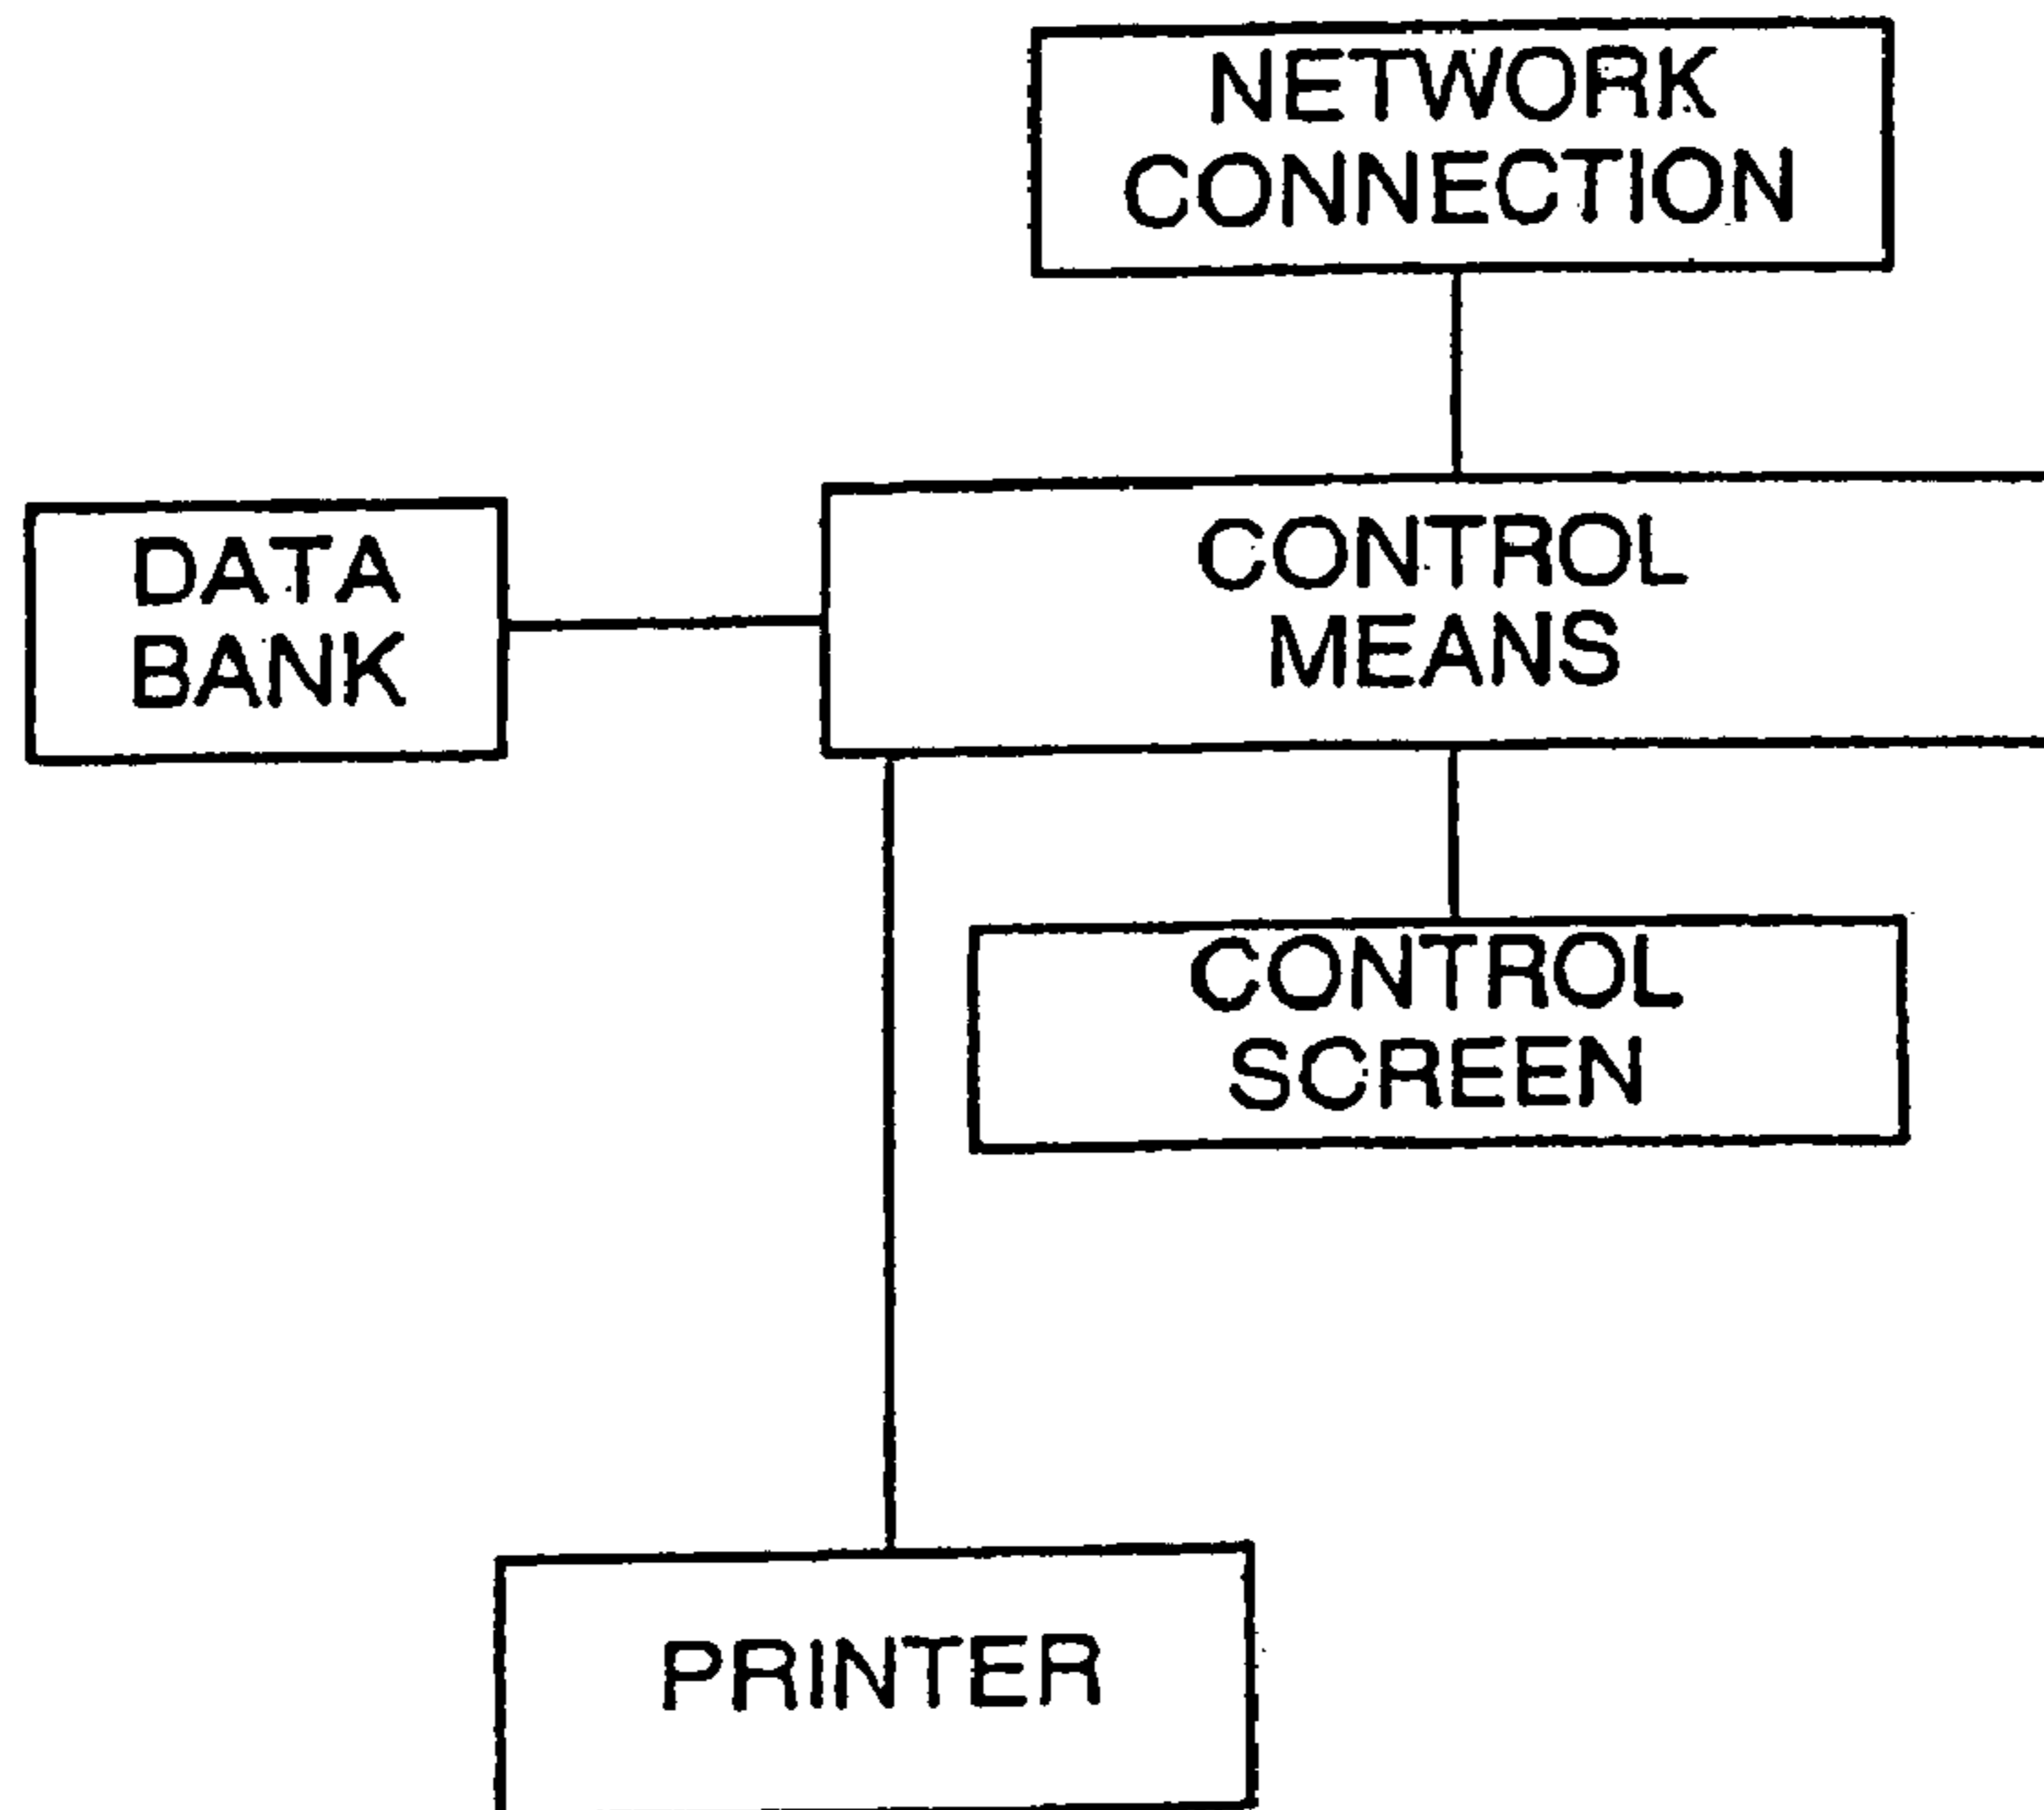 NETWORK
CONNECTION
DATA
BANK
CONTROL
MEANS
CONTROL
SCREEN
PRINTER